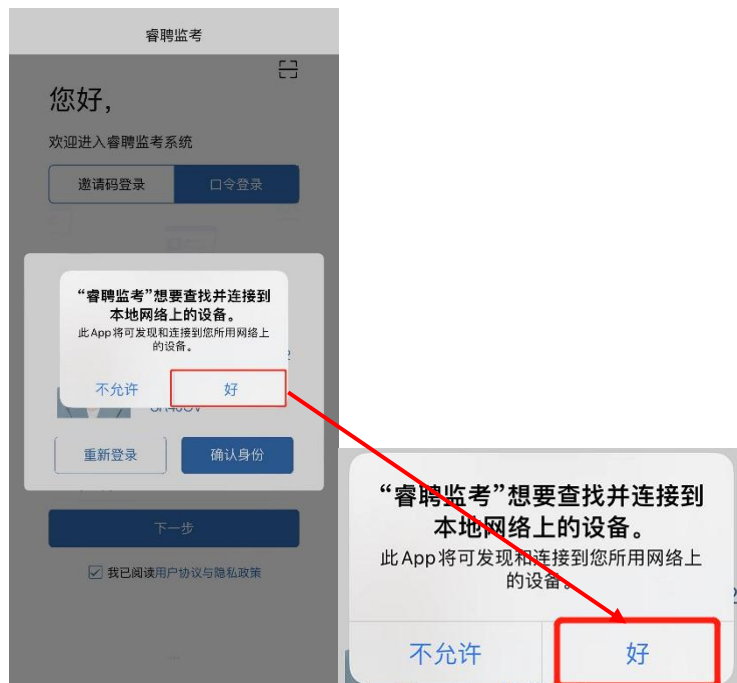 睿聘监考
您好，
欢迎进入睿聘监考系统
邀请码登录
口令登录
“睿聘监考”想要查找并连接到
本地网络上的设备。
此App将可发现和连接到您所用网络上
的设备。
不允许
好
重新登录
确认身份
下一步
我已阅读用户协议与隐私政策
“睿聘监考”想要查找并连接到
本地网络上的设备。
此App将可发现和连接到您所用网络上
的设备。
不允许
好